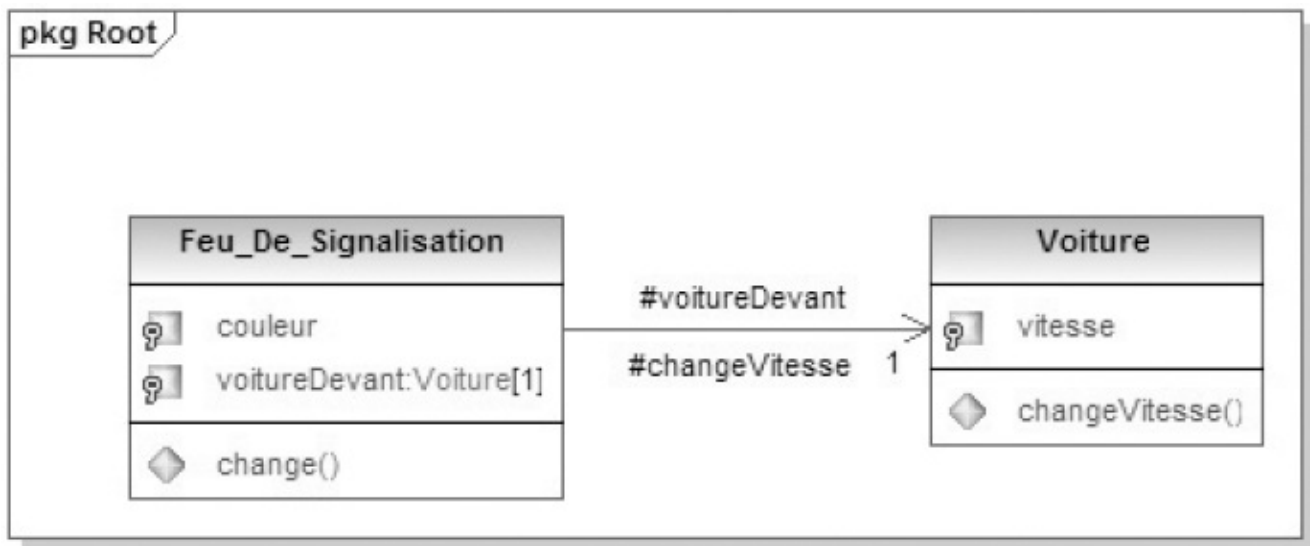 pkg Root
Feu_De_Signalisation
couleur
voitureDevant:Voiture[1]
change()
#voitureDevant
#changeVitesse 1
Voiture
vitesse
changeVitesse()